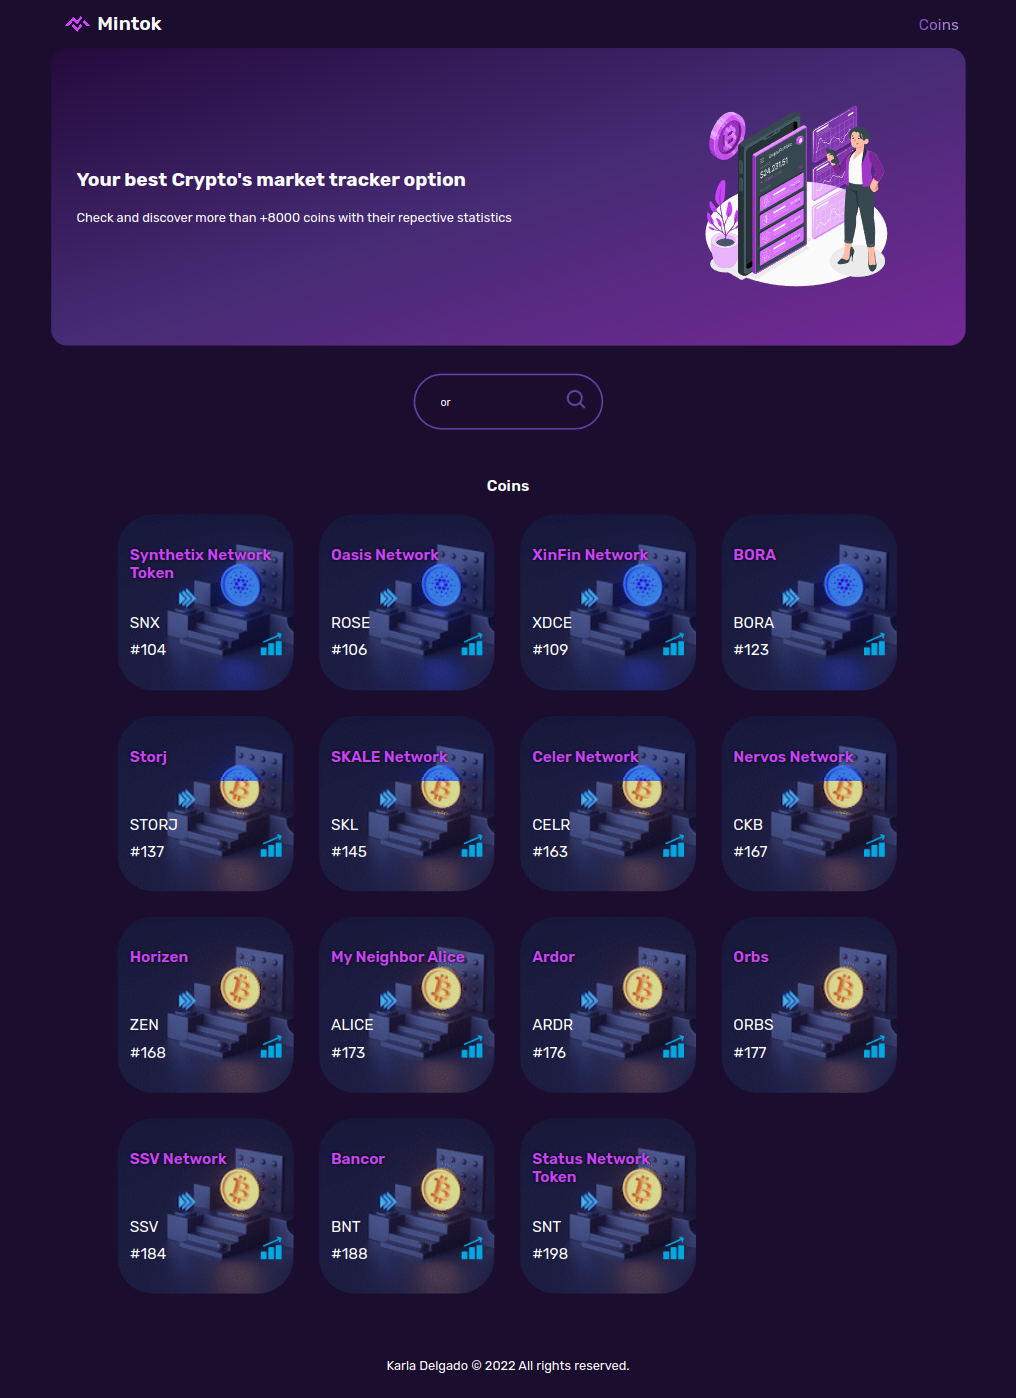 Mintok
Coins
Your best Crypto's market tracker option
Check and discover more than +8000 coins with their repective statistics
$24,231.51
or
Coins
Synthetix Network
Token
SNX
#104
Oasis Network
ROSE
#106
XinFin Network
XDCE
#109
BORA
BORA
#123
Storj
STORJ
#137
SKALE Network
SKL
#145
Celer Network
CELR
#163
Nervos Network
CKB
#167
Horizen
ZEN
#168
My Neighbor Alice
ALICE
#173
Ardor
ARDR
#176
Orbs
ORBS
#177
SSV Network
SSV
#184
Bancor
BNT
#188
Status Network
Token
SNT
#198
Karla Delgado © 2022 All rights reserved.